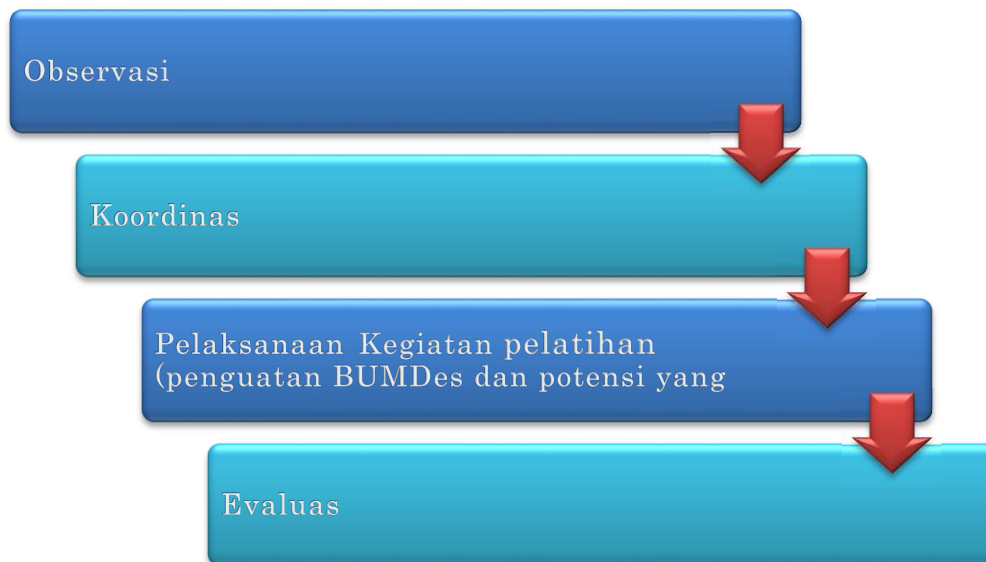 Observasi
Koordinas
Pelaksanaan Kegiatan pelatihan
(penguatan BUMDes dan potensi yang
Evaluas